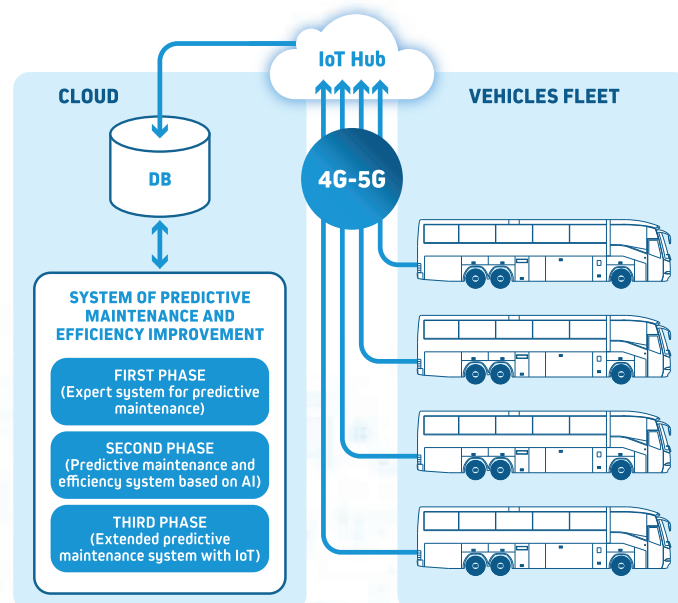 IoT Hub
CLOUD
VEHICLES FLEET
DB
4G-5G
SYSTEM OF PREDICTIVE
MAINTENANCE AND
EFFICIENCY IMPROVEMENT
FIRST PHASE
(Expert system for predictive
maintenance)
SECOND PHASE
(Predictive maintenance and
efficiency system based on AI)
THIRD PHASE
(Extended predictive
maintenance system with IoT)